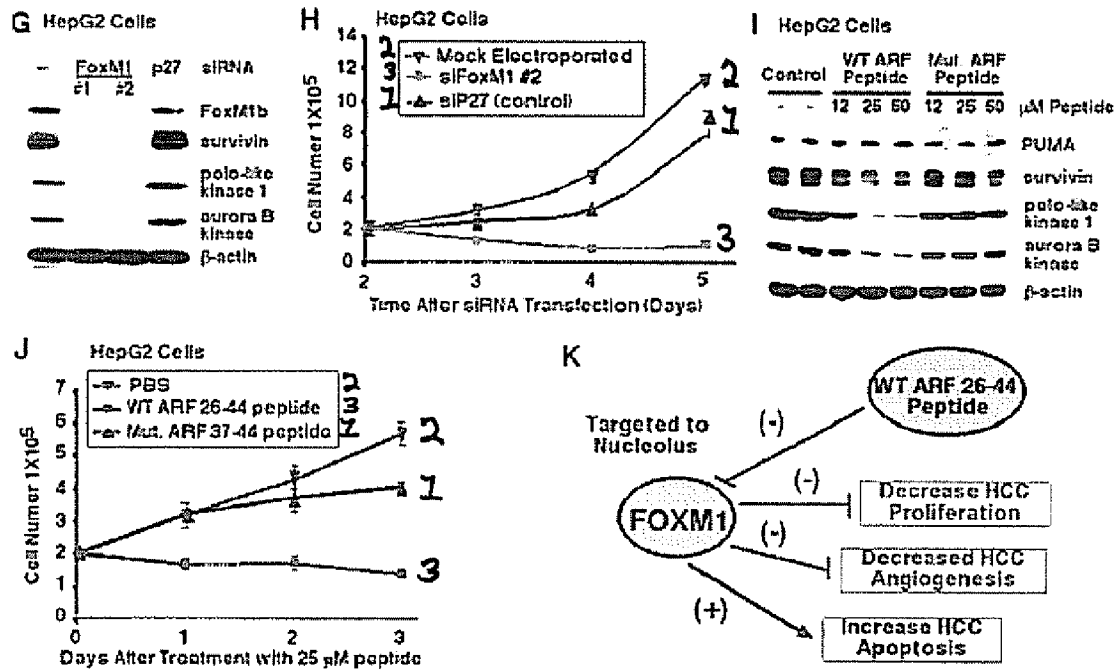 G HepG2 Cells
– FoxM1 p27 siRNA
#1 #2
FoxM1b
survivin
polo-like
kinase 1
aurora B
kinase
β-actin
H HepG2 Cells
14
12
10
8
6
4
2
0
Cell Numer 1X10⁵
2 Mock Electroporated
3 siFoxM1 #2
1 siP27 (control)
2
1
3
2 3 4 5
Time After siRNA Transfection (Days)
I HepG2 Cells
Control WT ARF Peptide Mut. ARF Peptide
- - 12 25 50 12 25 50 μM Peptide
PUMA
survivin
polo-like
kinase 1
aurora B
kinase
β-actin
J HepG2 Cells
7
6
5
4
3
2
1
0
Cell Numer 1X10⁵
PBS 2
WT ARF 26-44 peptide 3
Mut. ARF 37-44 peptide 1
2
1
3
0 1 2 3
Days After Treatment with 25 μM peptide
K
WT ARF 26-44
Peptide
Targeted to
Nucleolus
(-)
FOXM1
(-)
Decrease HCC
Proliferation
(-)
Decreased HCC
Angiogenesis
(+)
Increase HCC
Apoptosis